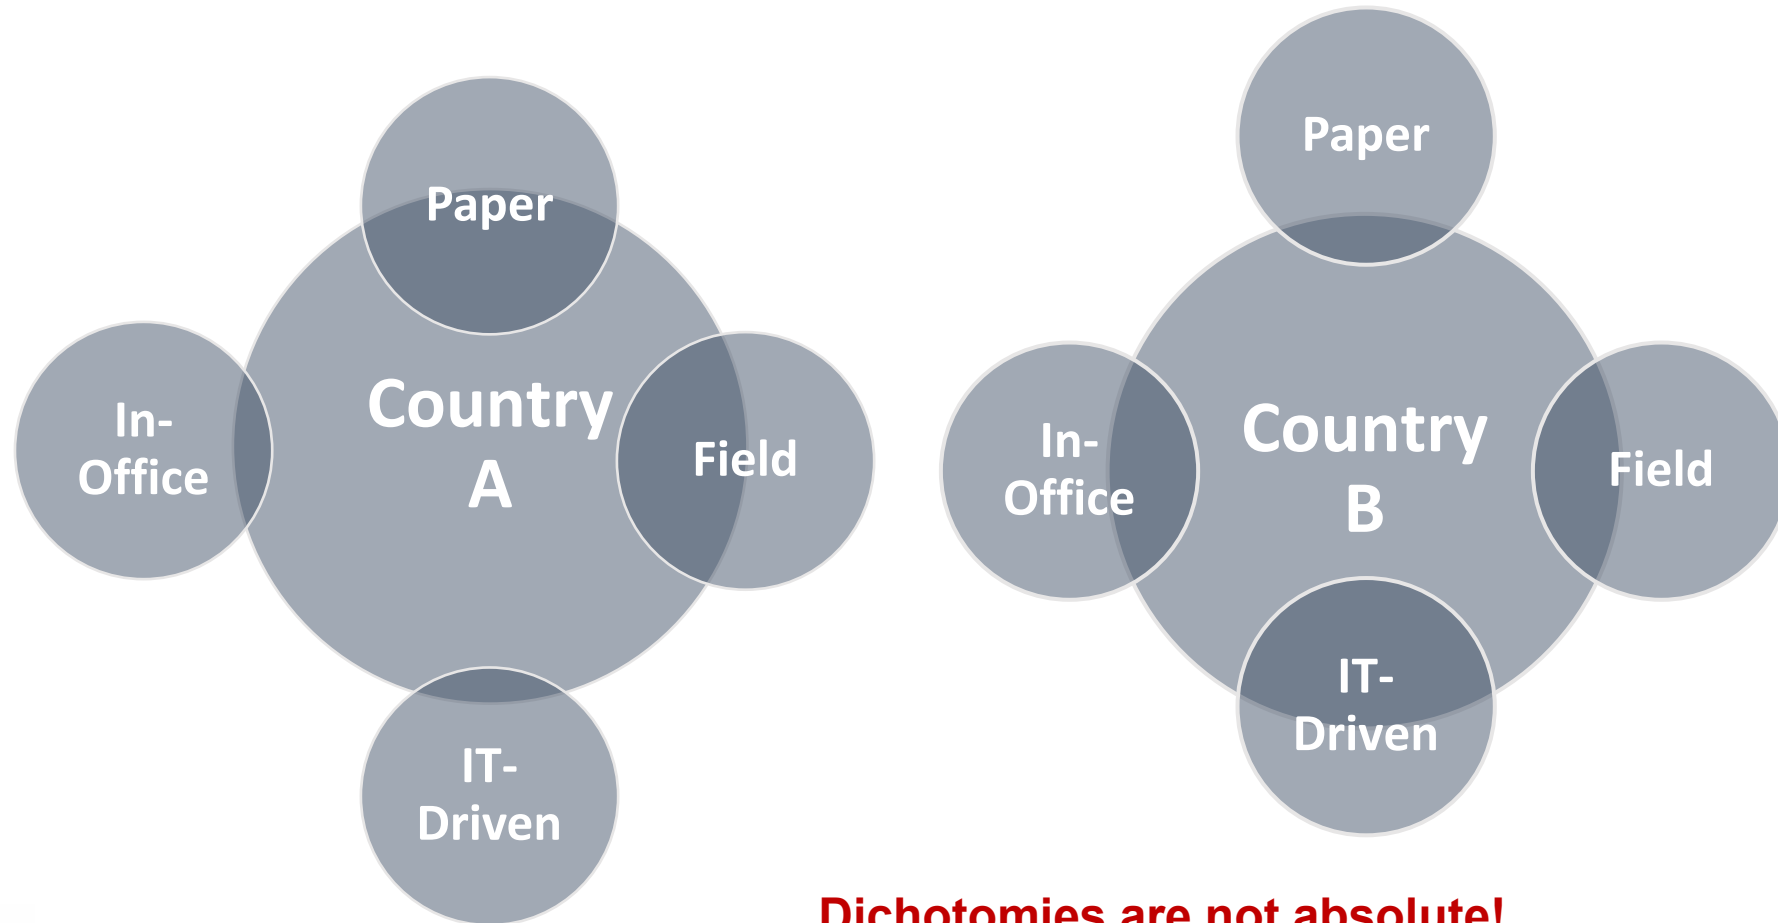 Paper
In-
Office
Country
A
Field
IT-
Driven
Paper
In-
Office
Country
B
Field
IT-
Driven
Dichotomies are not absolute!